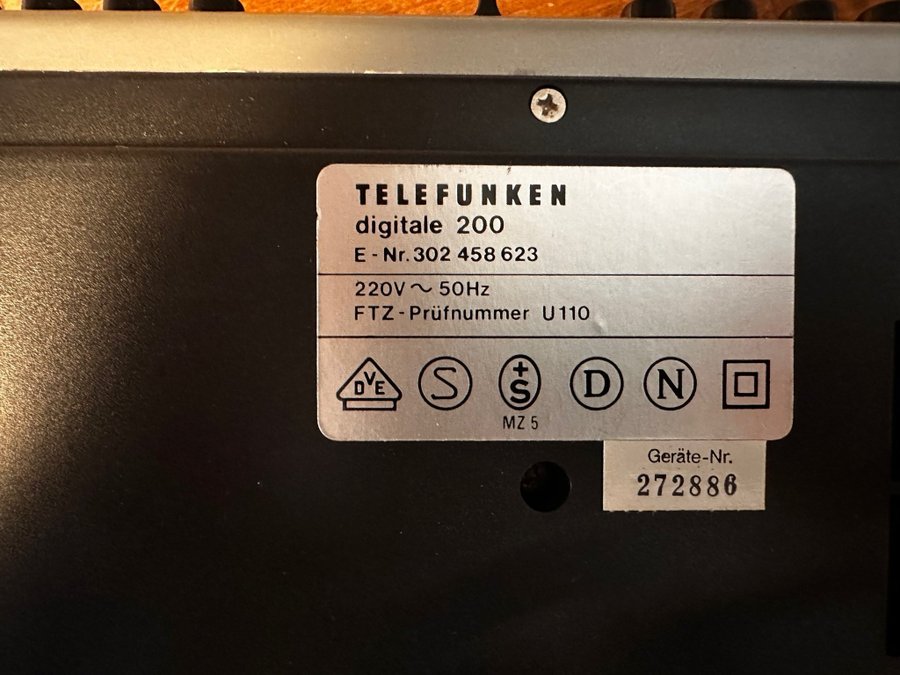 TELEFUNKEN
digitale 200
E-Nr. 302 458 623
220V ~ 50Hz
FTZ-Prüfnummer U110
DVE S +S D N
MZ 5
Geräte-Nr.
272886